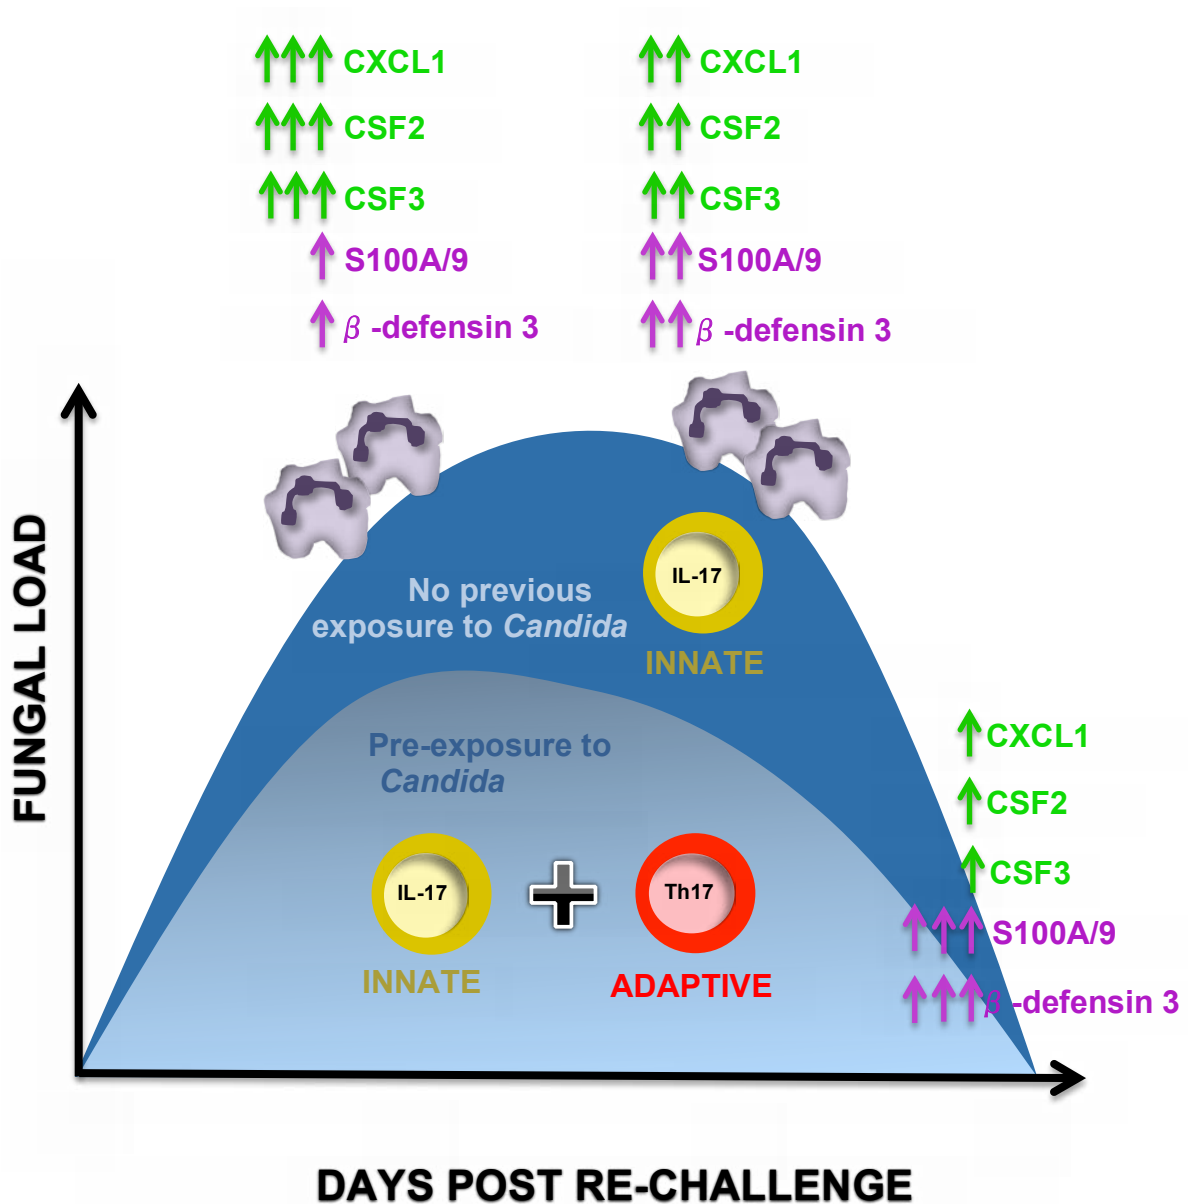 CXCL1
CSF2
CSF3
S100A/9
β -defensin 3
CXCL1
CSF2
CSF3
S100A/9
β -defensin 3
FUNGAL LOAD
No previous
exposure to Candida
IL-17
INNATE
Pre-exposure to
Candida
IL-17
INNATE
Th17
ADAPTIVE
CXCL1
CSF2
CSF3
S100A/9
β -defensin 3
DAYS POST RE-CHALLENGE